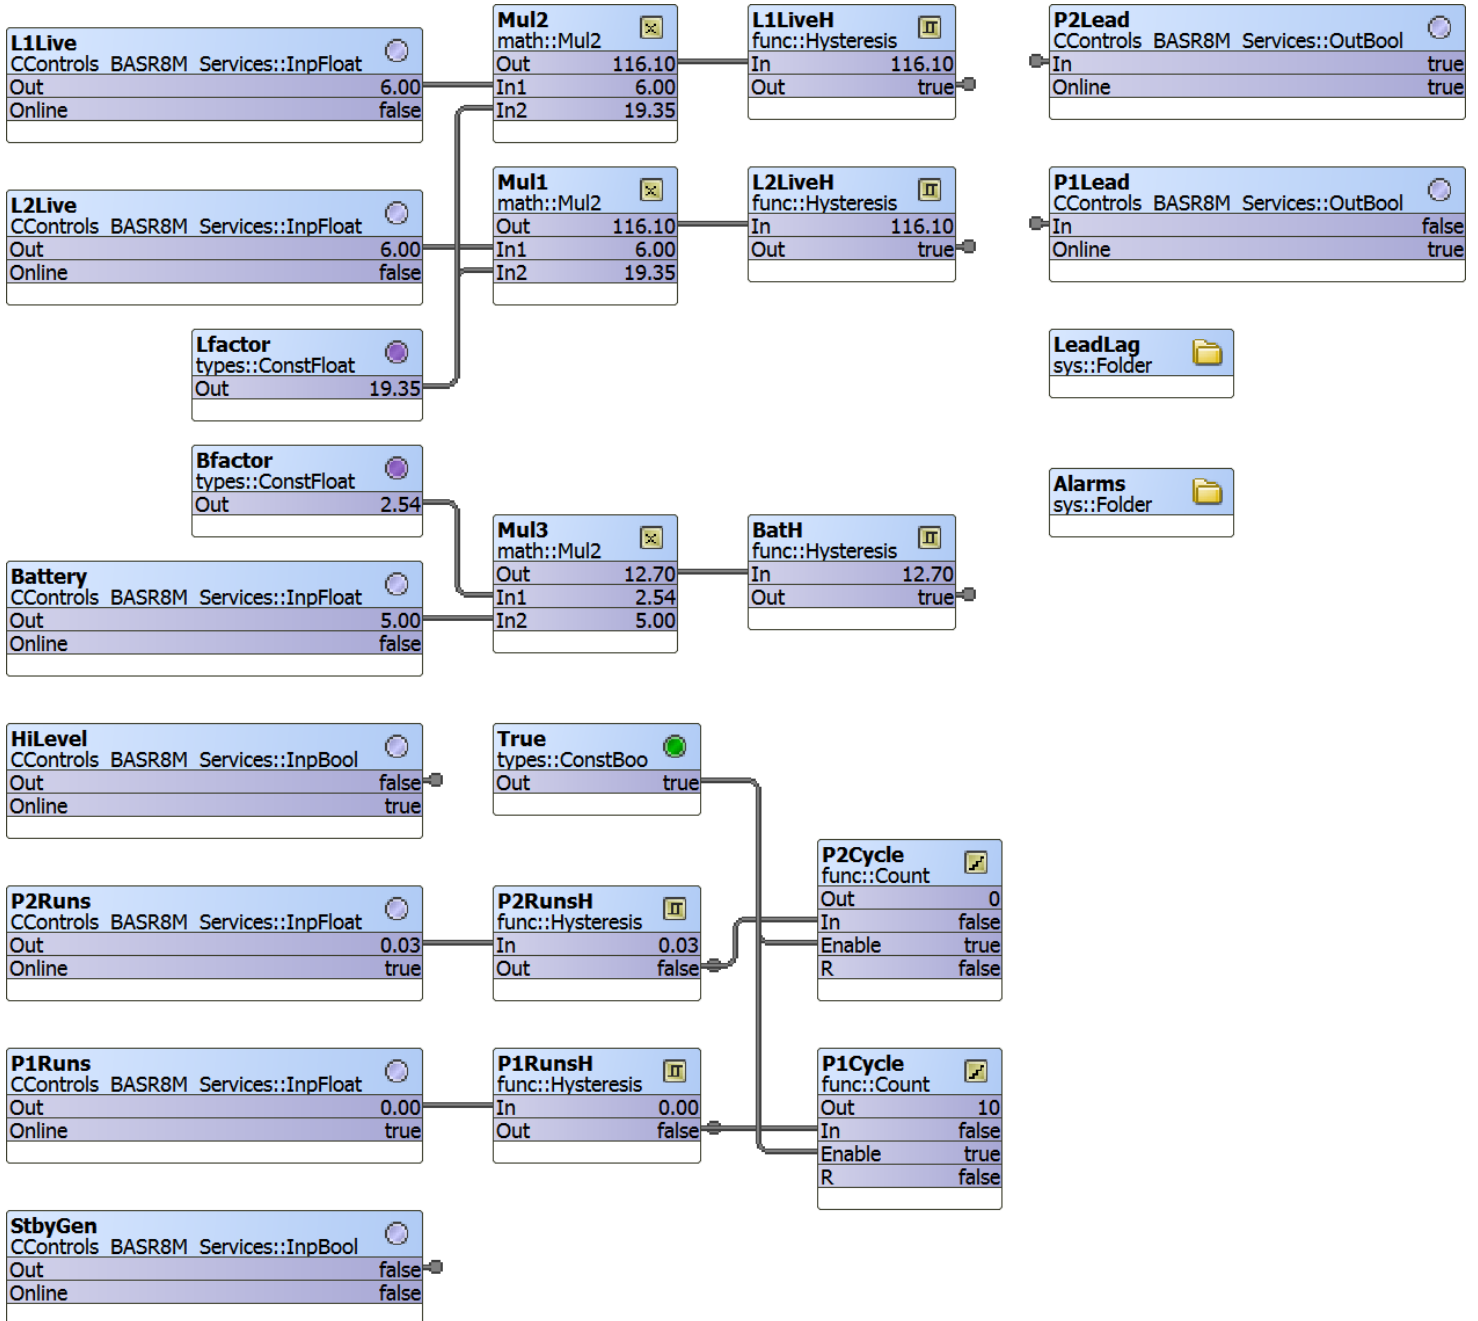 L1Live
CControls_BASR8M_Services::InpFloat
Out 6.00
Online false
Mul2
math::Mul2
Out 116.10
In1 6.00
In2 19.35
L1LiveH
func::Hysteresis
In 116.10
Out true
P2Lead
CControls_BASR8M_Services::OutBool
In true
Online true
L2Live
CControls_BASR8M_Services::InpFloat
Out 6.00
Online false
Mul1
math::Mul2
Out 116.10
In1 6.00
In2 19.35
L2LiveH
func::Hysteresis
In 116.10
Out true
P1Lead
CControls_BASR8M_Services::OutBool
In false
Online true
Lfactor
types::ConstFloat
Out 19.35
LeadLag
sys::Folder
Bfactor
types::ConstFloat
Out 2.54
Alarms
sys::Folder
Battery
CControls_BASR8M_Services::InpFloat
Out 5.00
Online false
Mul3
math::Mul2
Out 12.70
In1 2.54
In2 5.00
BatH
func::Hysteresis
In 12.70
Out true
HiLevel
CControls_BASR8M_Services::InpBool
Out false
Online true
True
types::ConstBoo
Out true
P2Runs
CControls_BASR8M_Services::InpFloat
Out 0.03
Online true
P2RunsH
func::Hysteresis
In 0.03
Out false
P2Cycle
func::Count
Out 0
In false
Enable true
R false
P1Runs
CControls_BASR8M_Services::InpFloat
Out 0.00
Online true
P1RunsH
func::Hysteresis
In 0.00
Out false
P1Cycle
func::Count
Out 10
In false
Enable true
R false
StbyGen
CControls_BASR8M_Services::InpBool
Out false
Online false